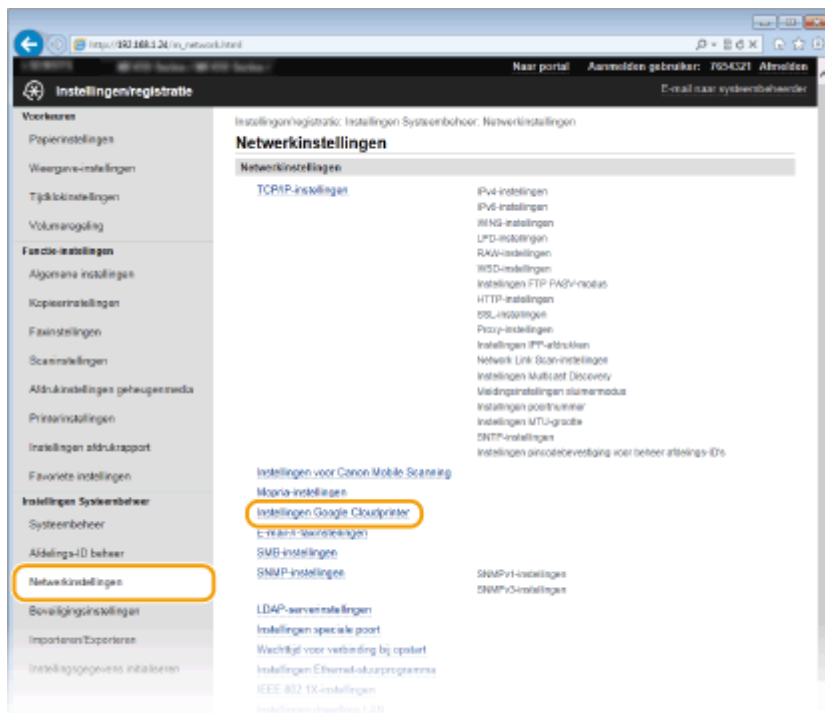 http://192.168.1.24/m_network.html
Naar portal Aanmelden gebruiker: 7654321 Afmelden
Instellingen/registratie
E-mail naar systeembeheerder
Voorkeuren
Papierinstellingen
Weergave-instellingen
Tijdklokinstellingen
Volumeregeling
Functie-instellingen
Algemene instellingen
Kopieerinstellingen
Faxinstellingen
Scaninstellingen
Afdrukinstellingen geheugenmedia
Printerinstellingen
Instellingen afdrukrapport
Favoriete instellingen
Instellingen Systeembeheer
Systeembeheer
Afdelings-ID beheer
Netwerkinstellingen
Beveiligingsinstellingen
Importeren/Exporteren
Instellingsgegevens initialiseren
Instellingen/registratie: Instellingen Systeembeheer: Netwerkinstellingen
Netwerkinstellingen
Netwerkinstellingen
TCP/IP-instellingen
IPv4-instellingen
IPv6-instellingen
WINS-instellingen
LPD-instellingen
RAW-instellingen
WSD-instellingen
Instellingen FTP PASV-modus
HTTP-instellingen
SSL-instellingen
Proxy-instellingen
Instellingen IPP-afdrukken
Network Link Scan-instellingen
Instellingen Multicast Discovery
Meldingsinstellingen sluimermodus
Instellingen poortnummer
Instellingen MTU-grootte
SNTP-instellingen
Instellingen pincodebevestiging voor beheer afdelings-ID's
Instellingen voor Canon Mobile Scanning
Mopria-instellingen
Instellingen Google Cloudprinter
E-mail/I-faxinstellingen
SMB-instellingen
SNMP-instellingen
SNMPv1-instellingen
SNMPv3-instellingen
LDAP-serverinstellingen
Instellingen speciale poort
Wachttijd voor verbinding bij opstart
Instellingen Ethernet-stuurprogramma
IEEE 802.1X-instellingen
Instellingen draadloos LAN